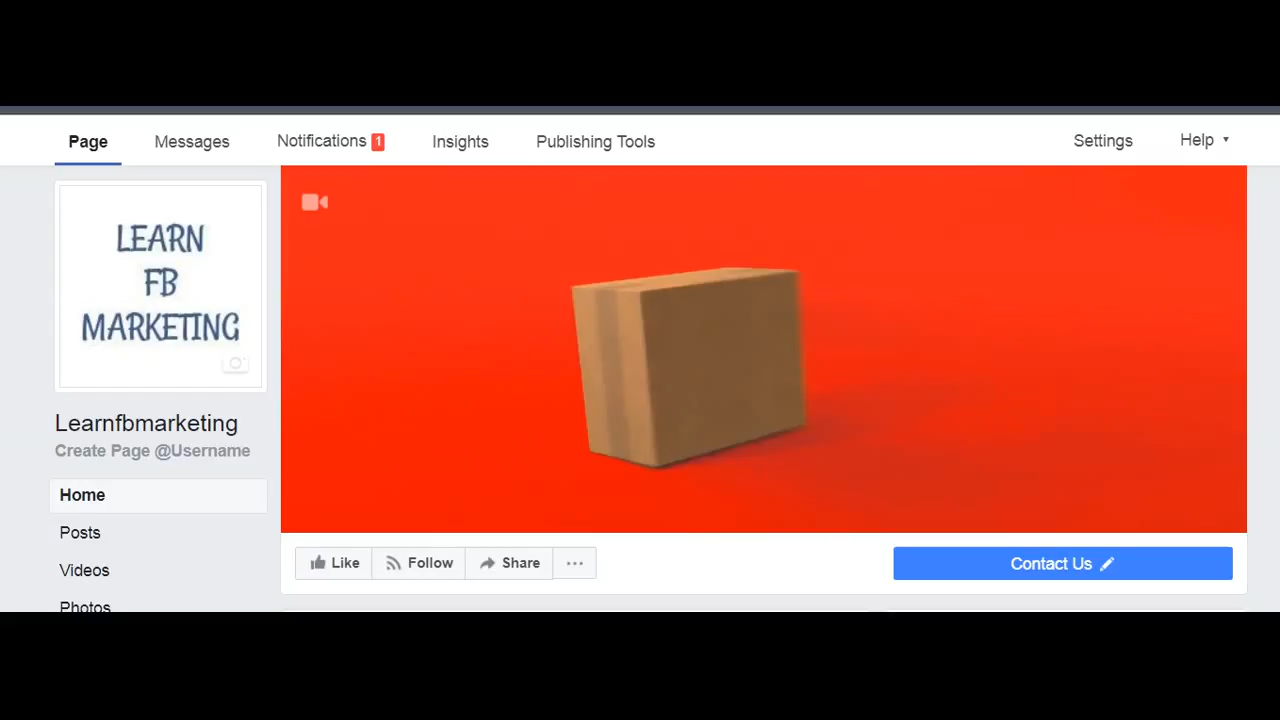 Page Messages Notifications 1 Insights Publishing Tools Settings Help
LEARN
FB
MARKETING
Learnfbmarketing
Create Page @Username
Home
Posts
Videos
Photos
Like Follow Share ... Contact Us